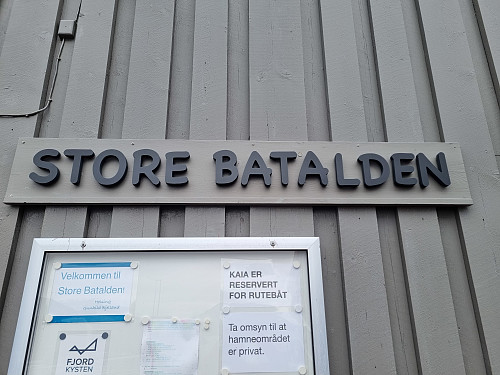 STORE BATALDEN
Velkommen til
Store Batalden!
FJORD
KYSTEN
KAIA ER
RESERVERT
FOR RUTEBÅT
Ta omsyn til at
hamneområdet
er privat.